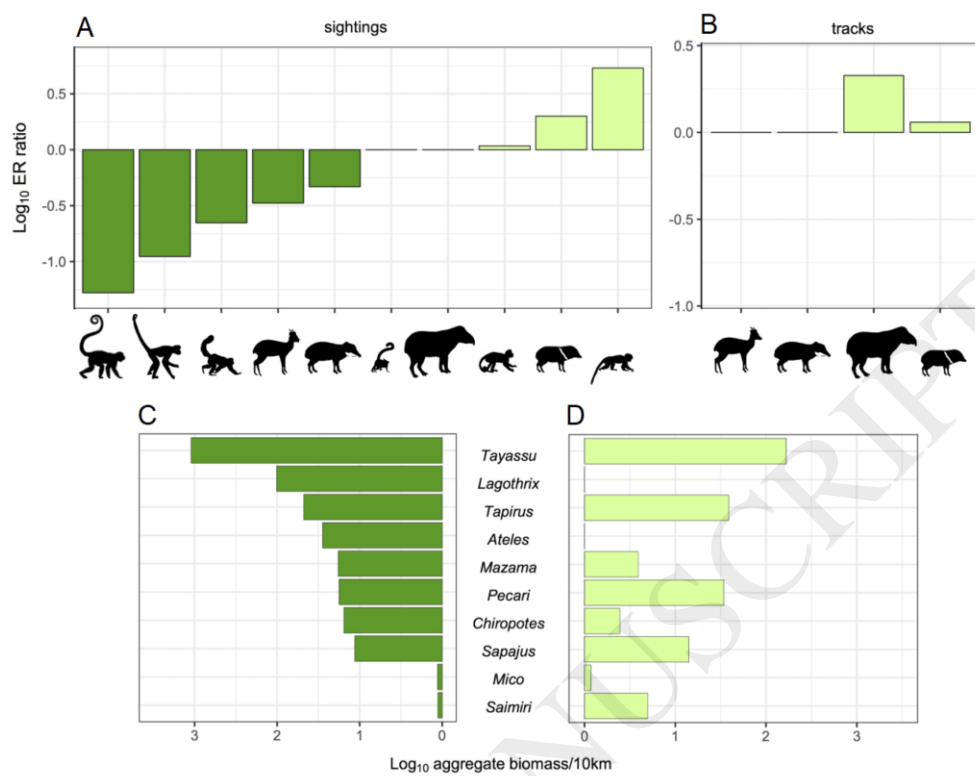 A
sightings
B
tracks
Log10 ER ratio
0.5
0.0
-0.5
-1.0
0.5
0.0
-0.5
-1.0
C
D
Tayassu
Lagothrix
Tapirus
Ateles
Mazama
Pecari
Chiropotes
Sapajus
Mico
Saimiri
3 2 1 0
0 1 2 3
Log10 aggregate biomass/10km
NUSCRIPT